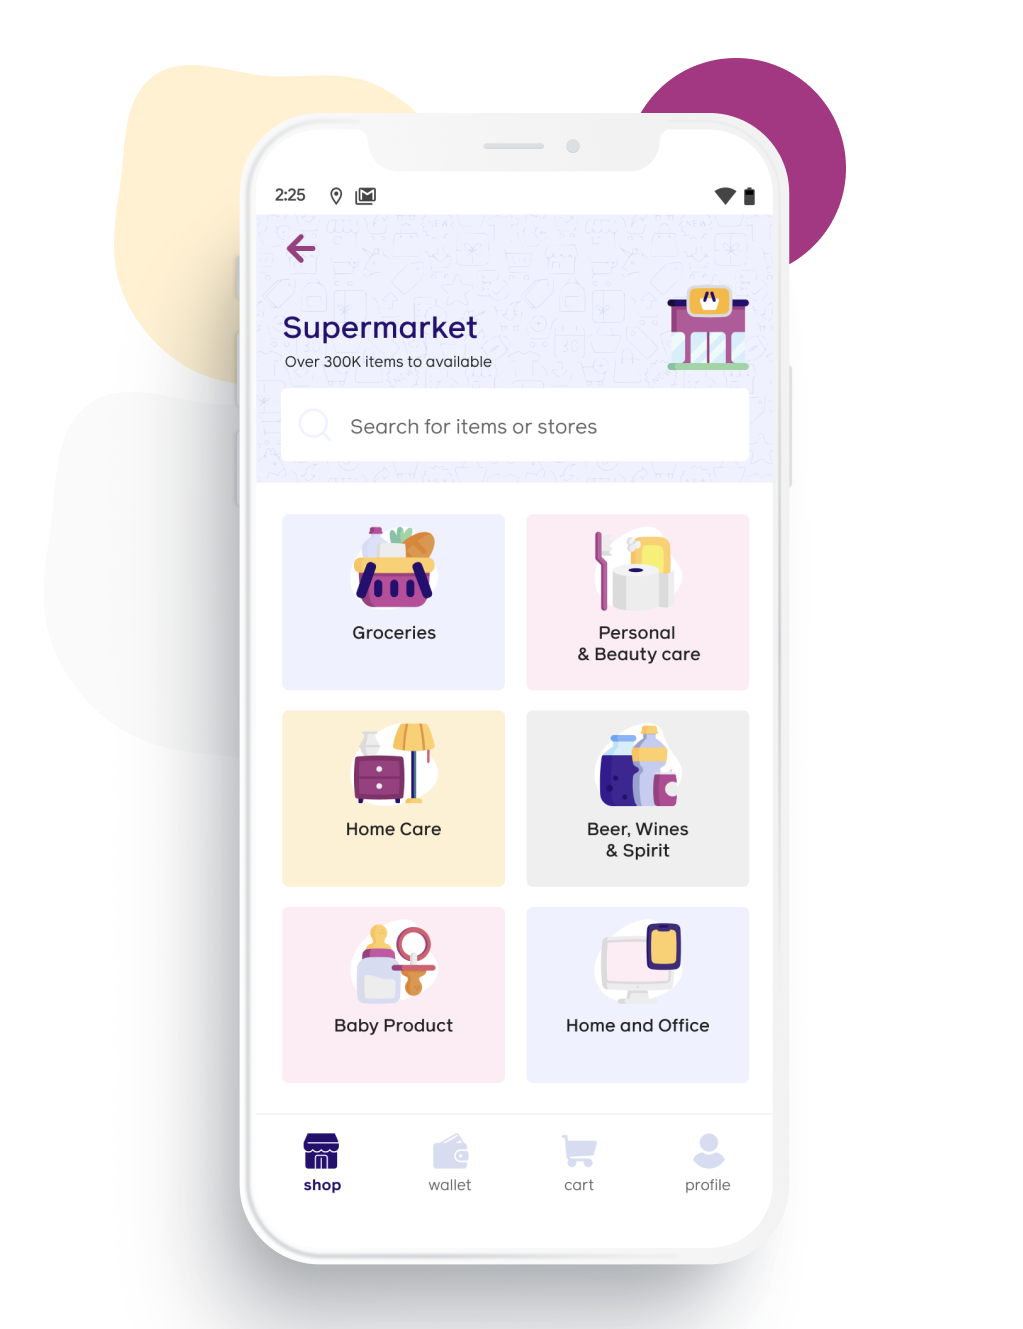 2:25
Supermarket
Over 300K items to available
Search for items or stores
Groceries
Personal
& Beauty care
Home Care
Beer, Wines
& Spirit
Baby Product
Home and Office
shop
wallet
cart
profile